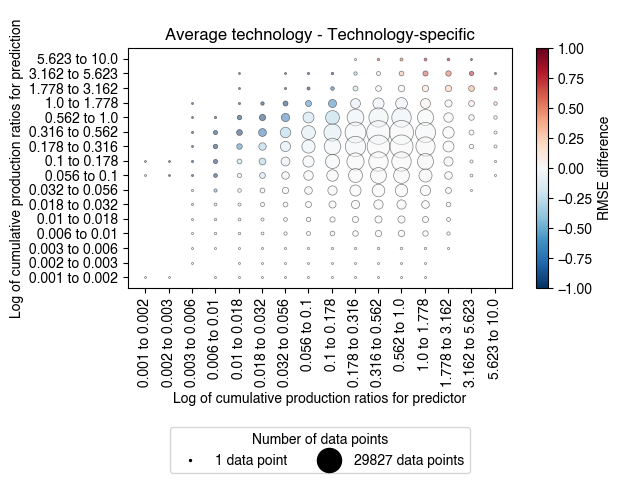 Average technology - Technology-specific
Log of cumulative production ratios for prediction
5.623 to 10.0
3.162 to 5.623
1.778 to 3.162
1.0 to 1.778
0.562 to 1.0
0.316 to 0.562
0.178 to 0.316
0.1 to 0.178
0.056 to 0.1
0.032 to 0.056
0.018 to 0.032
0.01 to 0.018
0.006 to 0.01
0.003 to 0.006
0.002 to 0.003
0.001 to 0.002
0.001 to 0.002
0.002 to 0.003
0.003 to 0.006
0.006 to 0.01
0.01 to 0.018
0.018 to 0.032
0.032 to 0.056
0.056 to 0.1
0.1 to 0.178
0.178 to 0.316
0.316 to 0.562
0.562 to 1.0
1.0 to 1.778
1.778 to 3.162
3.162 to 5.623
5.623 to 10.0
Log of cumulative production ratios for predictor
1.00
0.75
0.50
0.25
0.00
−0.25
−0.50
−0.75
−1.00
RMSE difference
Number of data points
1 data point
29827 data points